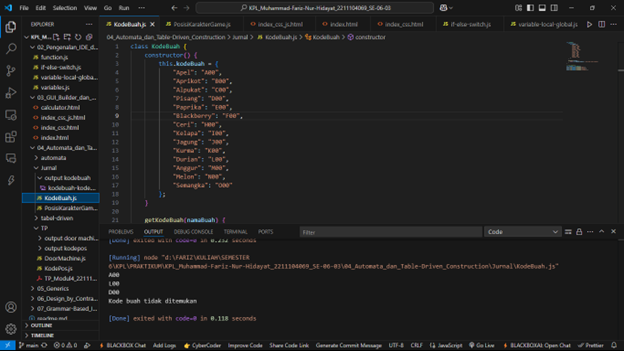 File Edit Selection View Go Run
KPL_Muhammad-Fariz-Nur-Hidayat_2211104069_SE-06-03
EXPLORER
KodeBuah.js
PosisiKarakterGame.js
index_css.html
index.html
index_css.html
if-else-switch.js
variable-local-global.js
04_Automata_dan_Table-Driven_Construction > Jurnal > KodeBuah.js > KodeBuah > constructor
KPL_M...
02_Pengenalan_IDE_d...
function.js
if-else-switch.js
variable-local-global.js
variables.js
03_GUI_Builder_dan_...
calculator.html
index_css.html
index_css.html
index.html
04_Automata_dan_Ta...
automata
Jurnal
output kodebuah
kodebuah-kode...
KodeBuah.js
PosisiKarakterGam...
tabel-driven
TP
output door machi...
output kodepos
DoorMachine.js
KodePos.js
TP_Modul4_22111...
05_Generics
06_Design_by_Contra...
07_Grammar-Based_I...
readme.md
OUTLINE
TIMELINE
1 class KodeBuah {
2 constructor() {
3 this.kodeBuah = {
4 "Apel": "A00",
5 "Aprikot": "B00",
6 "Alpukat": "C00",
7 "Pisang": "D00",
8 "Paprika": "E00",
9 "Blackberry": "F00",
10 "Ceri": "H00",
11 "Kelapa": "I00",
12 "Jagung": "J00",
13 "Kurma": "K00",
14 "Durian": "L00",
15 "Anggur": "M00",
16 "Melon": "N00",
17 "Semangka": "O00"
18 };
19 }
20
21 getKodeBuah(namaBuah) {
PROBLEMS OUTPUT DEBUG CONSOLE TERMINAL PORTS
Filter
Code
[Done] exited with code=0 in 0.232 seconds
[Running] node "d:\FARIZ\KULIAH\SEMESTER
6\KPL\PRAKTIKUM\KPL_Muhammad-Fariz-Nur-Hidayat_2211104069_SE-06-03\04_Automata_dan_Table-Driven_Construction\Jurnal\KodeBuah.js"
A00
L00
D00
Kode buah tidak ditemukan
[Done] exited with code=0 in 0.118 seconds
main 0 0 0 BLACKBOX Chat Add Logs CyberCoder Improve Code Share Code Link Generate Commit Message UTF-8 CRLF JavaScript Go Live BLACKBOXAI: Open Chat Prettier